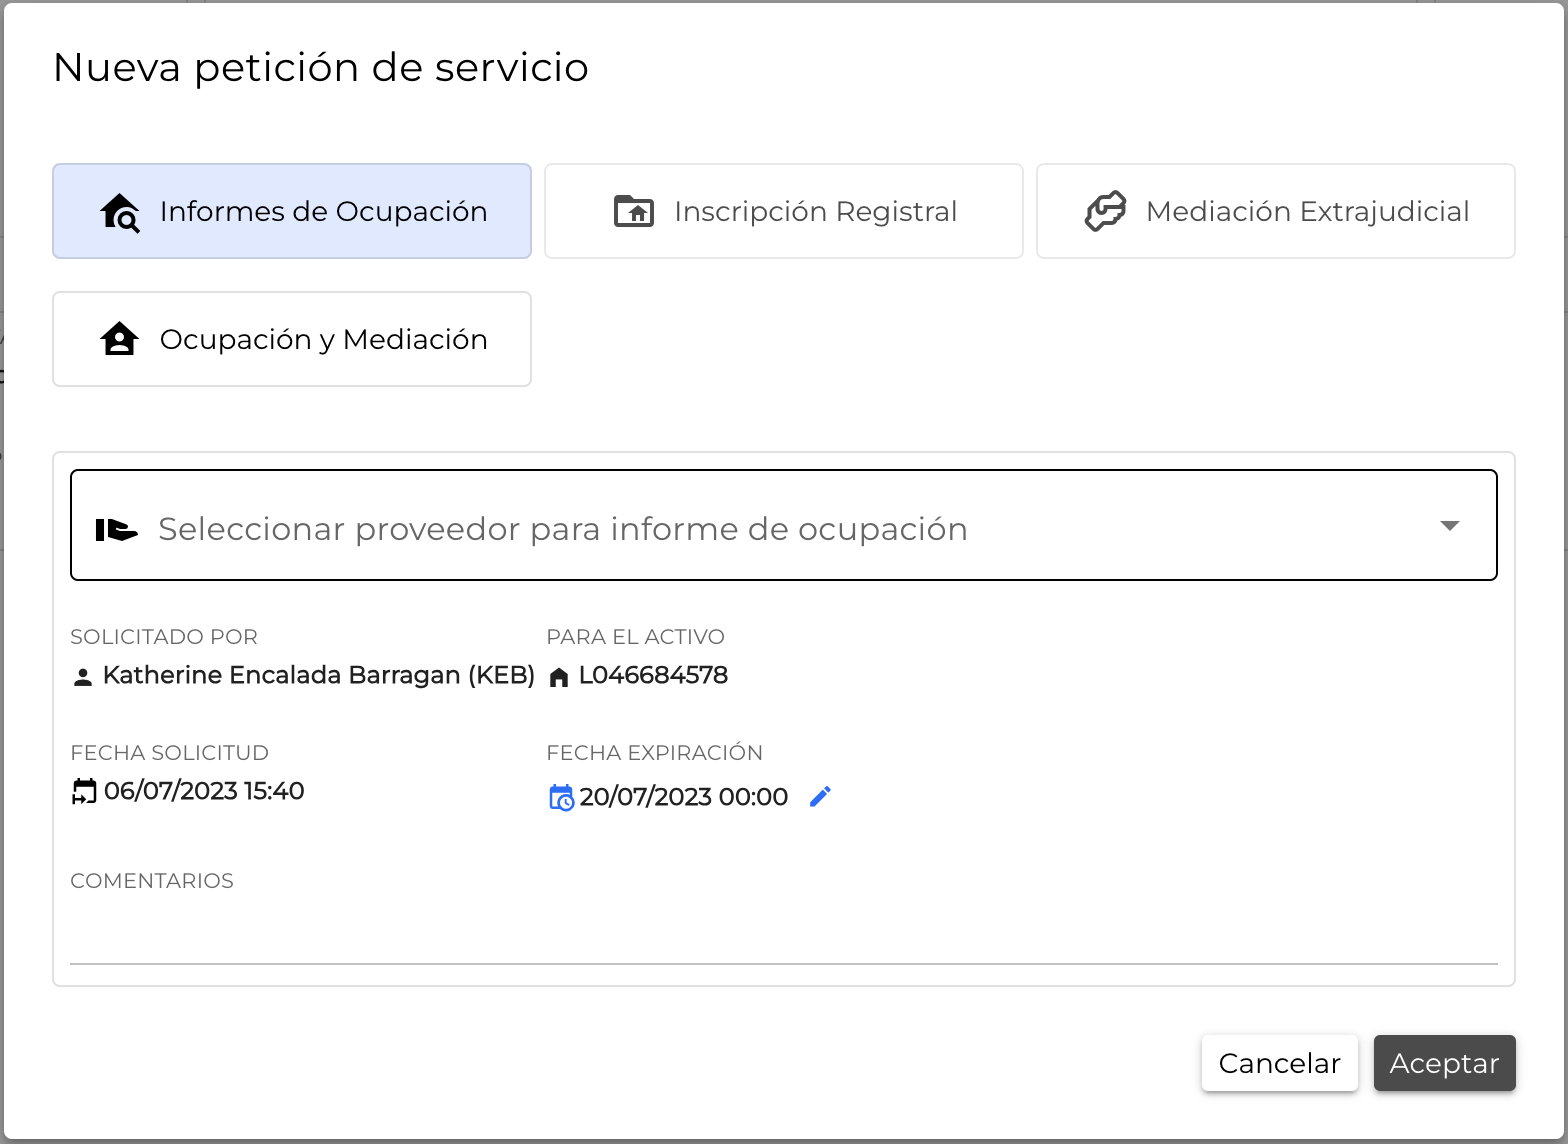 Nueva petición de servicio
Informes de Ocupación
Inscripción Registral
Mediación Extrajudicial
Ocupación y Mediación
Seleccionar proveedor para informe de ocupación
SOLICITADO POR
Katherine Encalada Barragan (KEB)
PARA EL ACTIVO
L046684578
FECHA SOLICITUD
06/07/2023 15:40
FECHA EXPIRACIÓN
20/07/2023 00:00
COMENTARIOS
Cancelar
Aceptar